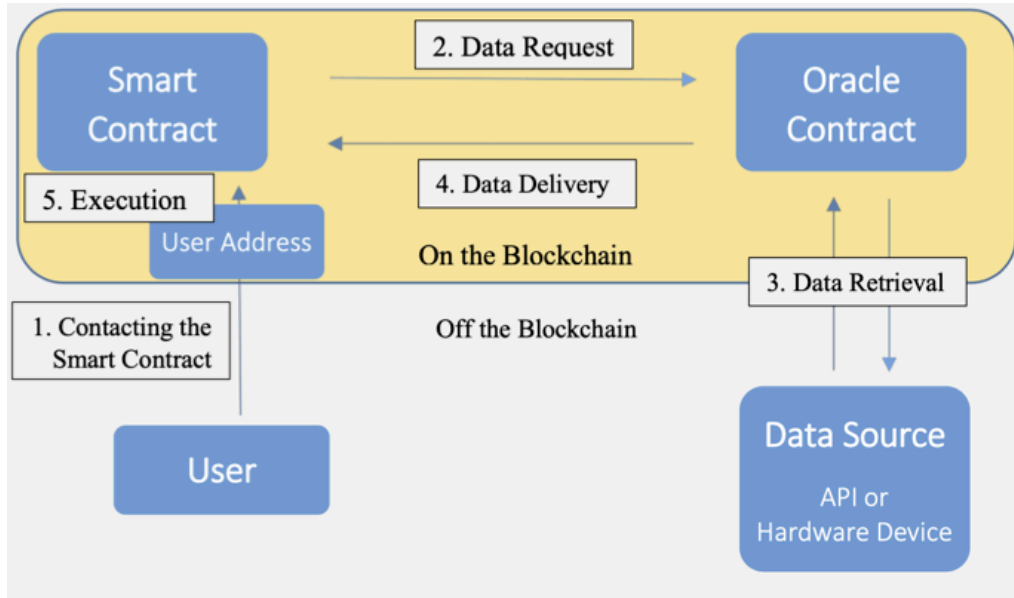 2. Data Request
Smart
Contract
Oracle
Contract
4. Data Delivery
5. Execution
User Address
On the Blockchain
3. Data Retrieval
1. Contacting the
Smart Contract
Off the Blockchain
User
Data Source
API or
Hardware Device